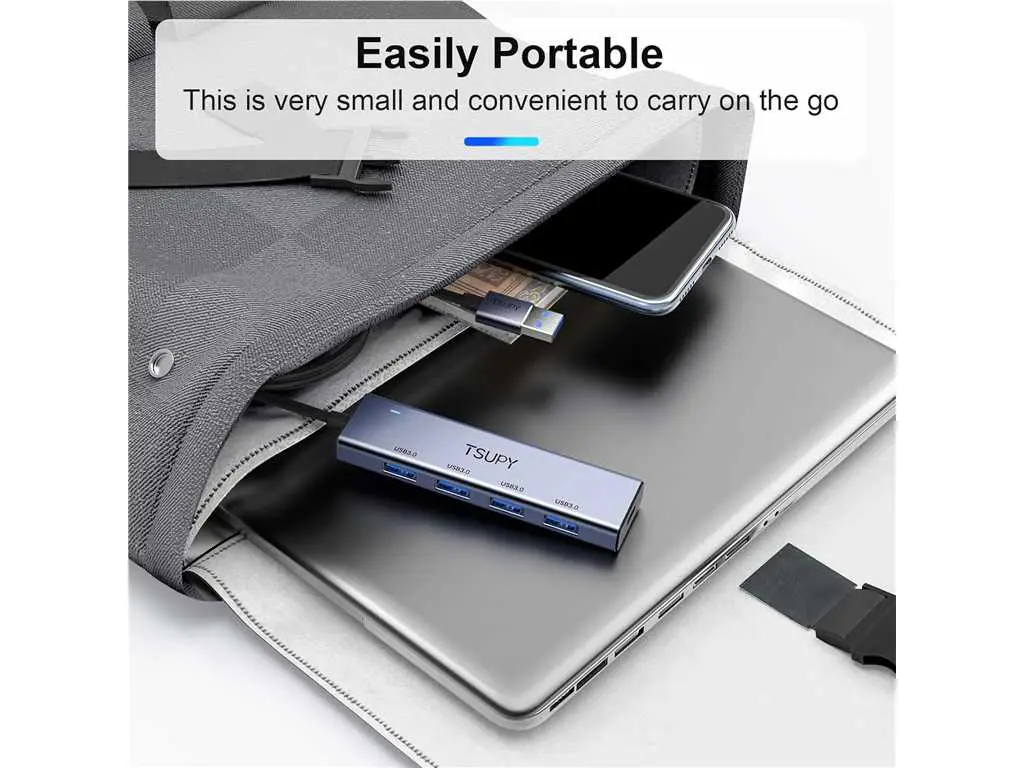 Easily Portable
This is very small and convenient to carry on the go
TSUPY
TSUPY
USB3.0
USB3.0
USB3.0
USB3.0